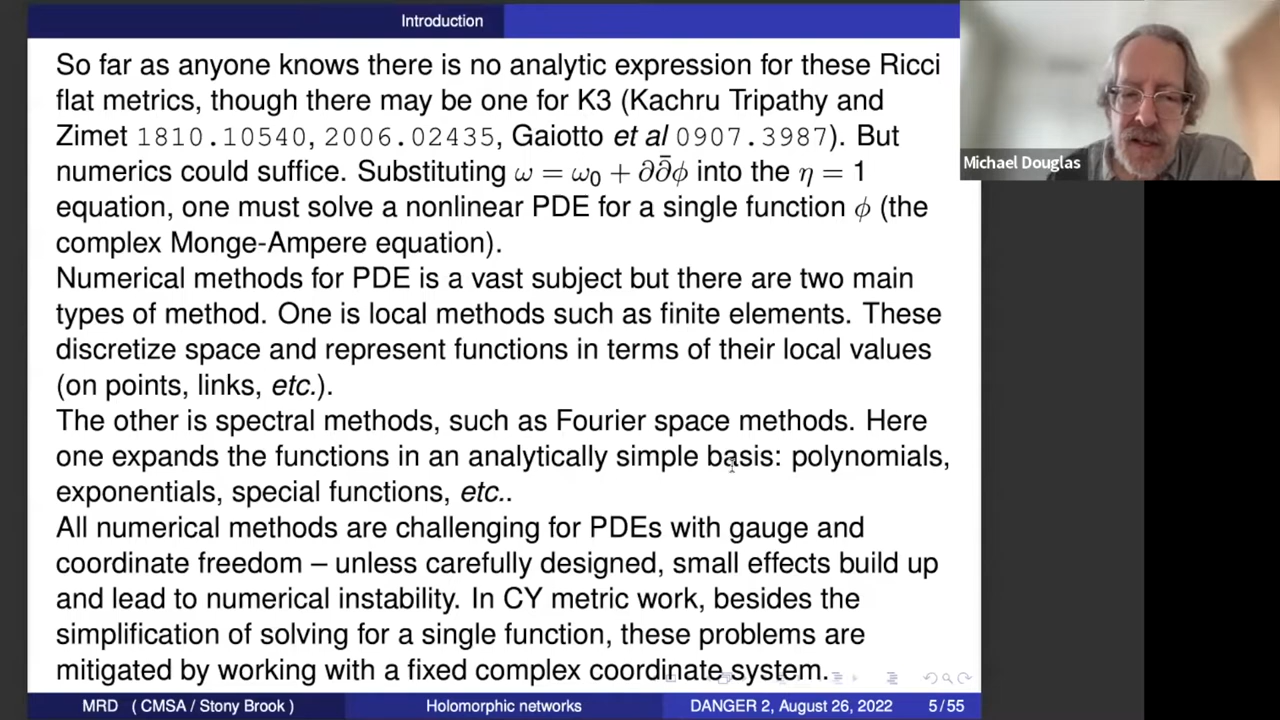 Introduction
So far as anyone knows there is no analytic expression for these Ricci
flat metrics, though there may be one for K3 (Kachru Tripathy and
Zimet 1810.10540, 2006.02435, Gaiotto et al 0907.3987). But
numerics could suffice. Substituting ω = ω₀ + ∂∂̄ϕ into the η = 1
equation, one must solve a nonlinear PDE for a single function ϕ (the
complex Monge-Ampere equation).
Numerical methods for PDE is a vast subject but there are two main
types of method. One is local methods such as finite elements. These
discretize space and represent functions in terms of their local values
(on points, links, etc.).
The other is spectral methods, such as Fourier space methods. Here
one expands the functions in an analytically simple basis: polynomials,
exponentials, special functions, etc..
All numerical methods are challenging for PDEs with gauge and
coordinate freedom – unless carefully designed, small effects build up
and lead to numerical instability. In CY metric work, besides the
simplification of solving for a single function, these problems are
mitigated by working with a fixed complex coordinate system.
MRD ( CMSA / Stony Brook ) Holomorphic networks DANGER 2, August 26, 2022 5 / 55
Michael Douglas